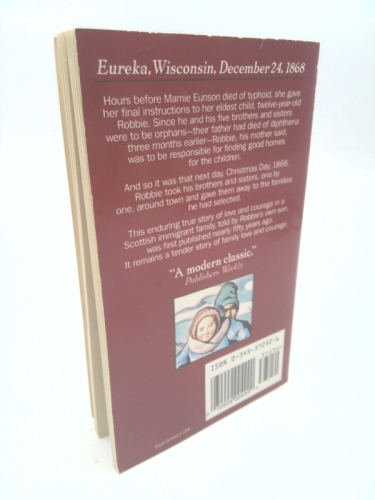 Eureka, Wisconsin, December 24, 1868
Hours before Mamie Eunson died of typhoid, she gave
her final instructions to her eldest child, twelve-year-old
Robbie. Since he and his five brothers and sisters
were to be orphans—their father had died of diphtheria
three months earlier—Robbie, his mother said,
was to be responsible for finding good homes
for the children.
And so it was that next day, Christmas Day, 1868,
Robbie took his brothers and sisters, one by
one, around town and gave them away to the families
he had selected.
This enduring true story of love and courage in a
Scottish immigrant family, told by Robbie's own son,
was first published nearly fifty years ago.
It remains a tender story of family love and courage.
"A modern classic."
Publishers Weekly
ISBN 0-345-37030-4